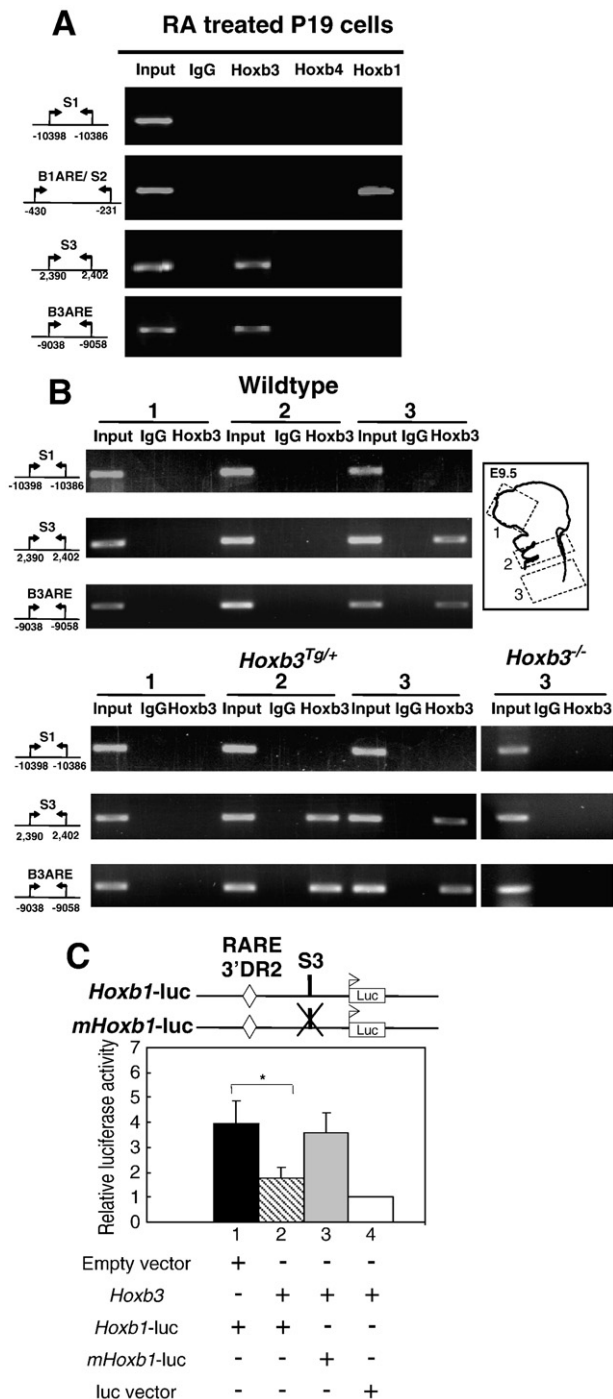 A
RA treated P19 cells
Input IgG Hoxb3 Hoxb4 Hoxb1
S1
-10398 -10386
B1ARE/ S2
-430 -231
S3
2,390 2,402
B3ARE
-9038 -9058
B
Wildtype
1 2 3
Input IgG Hoxb3 Input IgG Hoxb3 Input IgG Hoxb3
S1
-10398 -10386
S3
2,390 2,402
B3ARE
-9038 -9058
E9.5
1
2
3
Hoxb3Tg/+ Hoxb3-/-
1 2 3 3
Input IgG Hoxb3 Input IgG Hoxb3 Input IgG Hoxb3 Input IgG Hoxb3
S1
-10398 -10386
S3
2,390 2,402
B3ARE
-9038 -9058
C
RARE
3'DR2 S3
Hoxb1-luc Luc
mHoxb1-luc Luc
Relative luciferase activity
7
6
5
4
3
2
1
0
*
1 2 3 4
Empty vector + - - -
Hoxb3 - + + +
Hoxb1-luc + + - -
mHoxb1-luc - - + -
luc vector - - - +